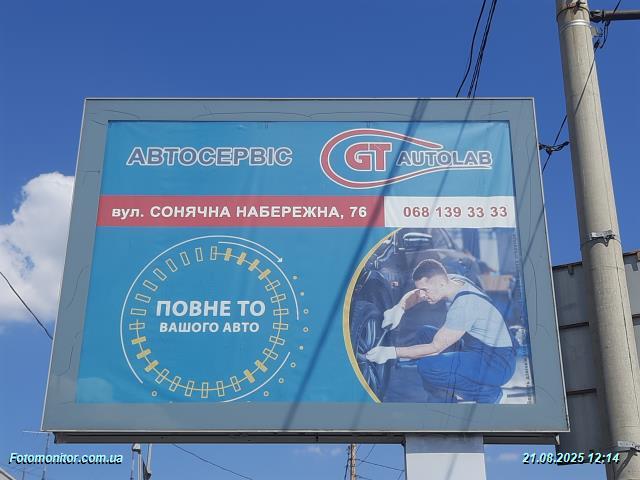 АВТОСЕРВІС
GT AUTOLAB
вул. СОНЯЧНА НАБЕРЕЖНА, 76
068 139 33 33
ПОВНЕ ТО
ВАШОГО АВТО
Fotomonitor.com.ua
21.08.2025 12:14